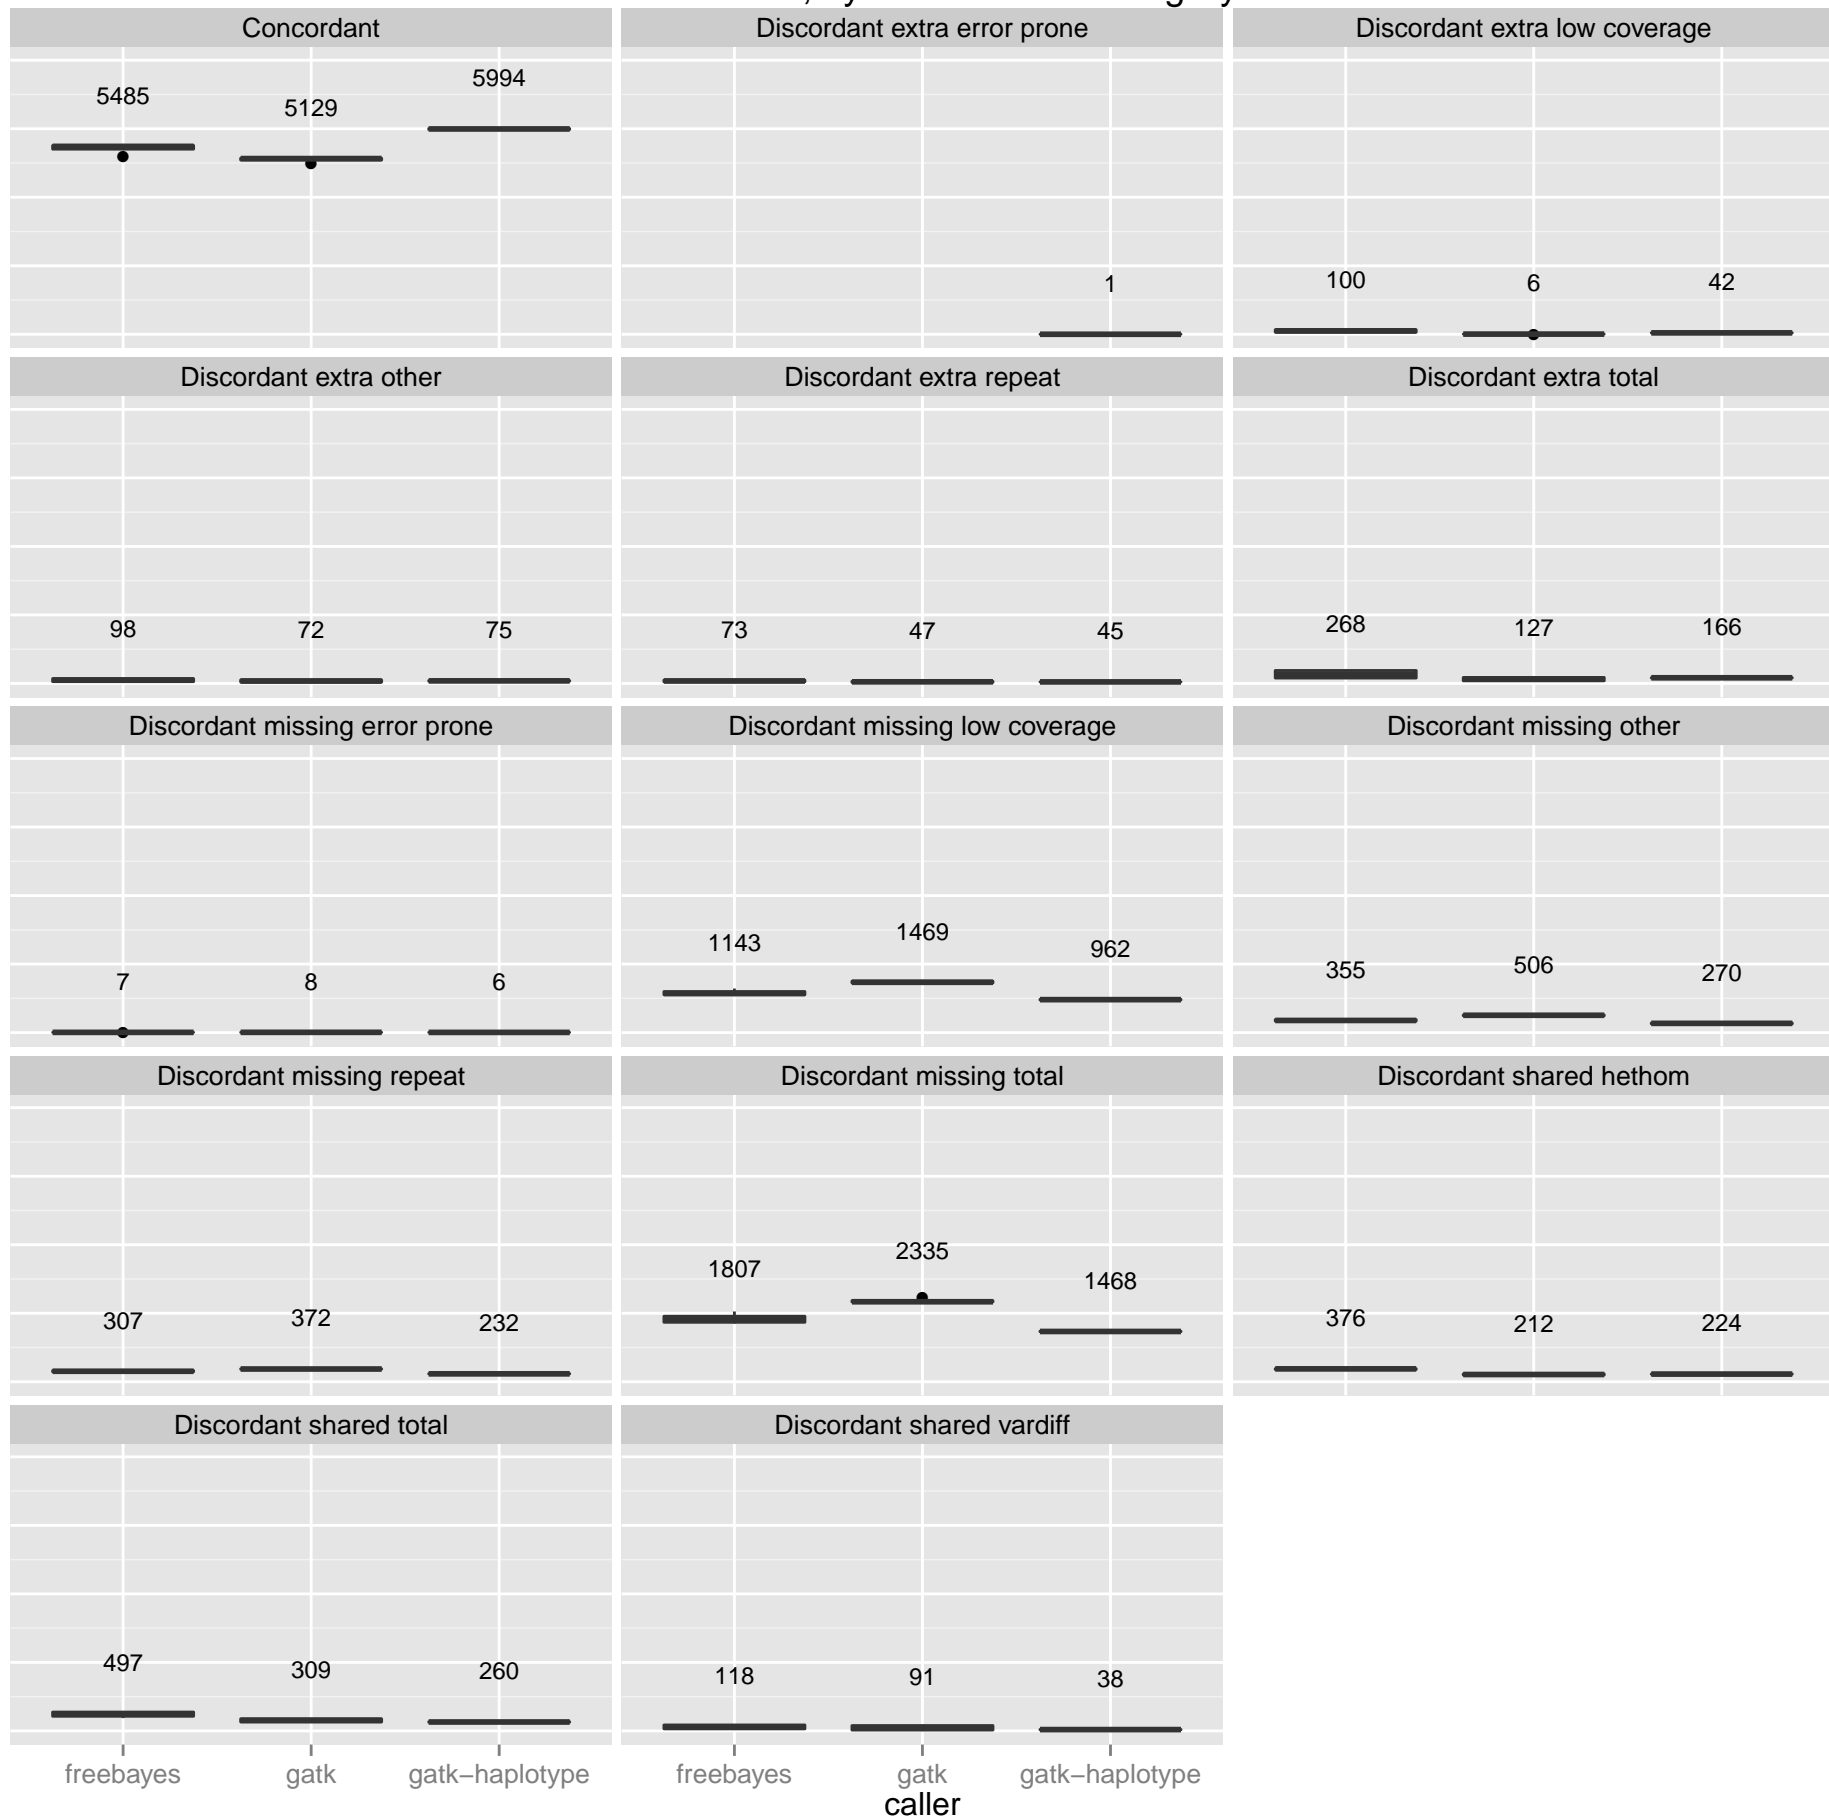 Concordant Discordant extra error prone Discordant extra low coverage
5485 5129 5994
1
100 6 42
Discordant extra other Discordant extra repeat Discordant extra total
98 72 75
73 47 45
268 127 166
Discordant missing error prone Discordant missing low coverage Discordant missing other
7 8 6
1143 1469 962
355 506 270
Discordant missing repeat Discordant missing total Discordant shared hethom
307 372 232
1807 2335 1468
376 212 224
Discordant shared total Discordant shared vardiff
497 309 260
118 91 38
freebayes gatk gatk−haplotype freebayes gatk gatk−haplotype
caller